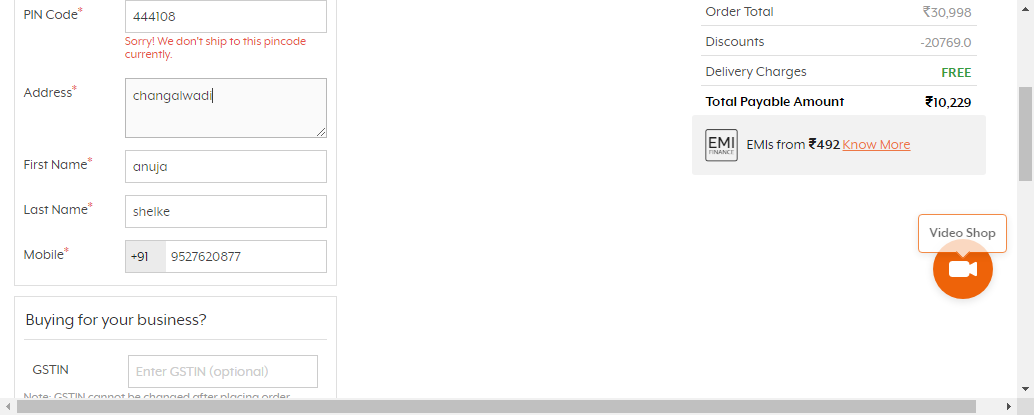 PIN Code*
444108
Sorry! We don't ship to this pincode
currently.
Address*
changalwadi
First Name*
anuja
Last Name*
shelke
Mobile*
+91 9527620877
Buying for your business?
GSTIN
Enter GSTIN (optional)
Note: GSTIN cannot be changed after placing order
Order Total ₹30,998
Discounts -20769.0
Delivery Charges FREE
Total Payable Amount ₹10,229
EMI
FINANCE
EMIs from ₹492 Know More
Video Shop